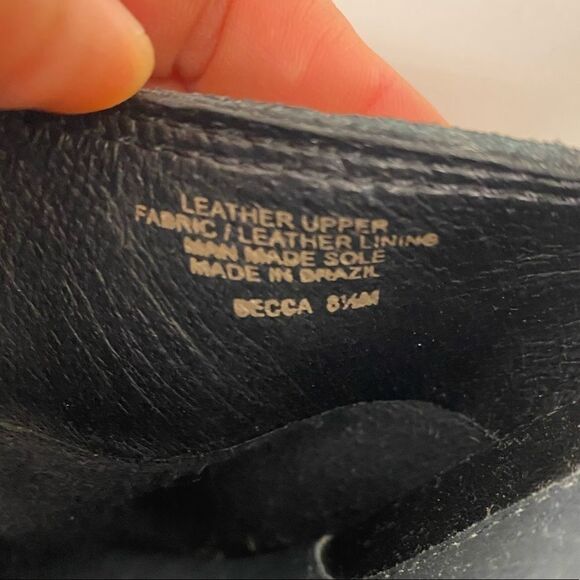 LEATHER UPPER
FABRIC / LEATHER LINING
MAN MADE SOLE
MADE IN BRAZIL
BECCA 8½M